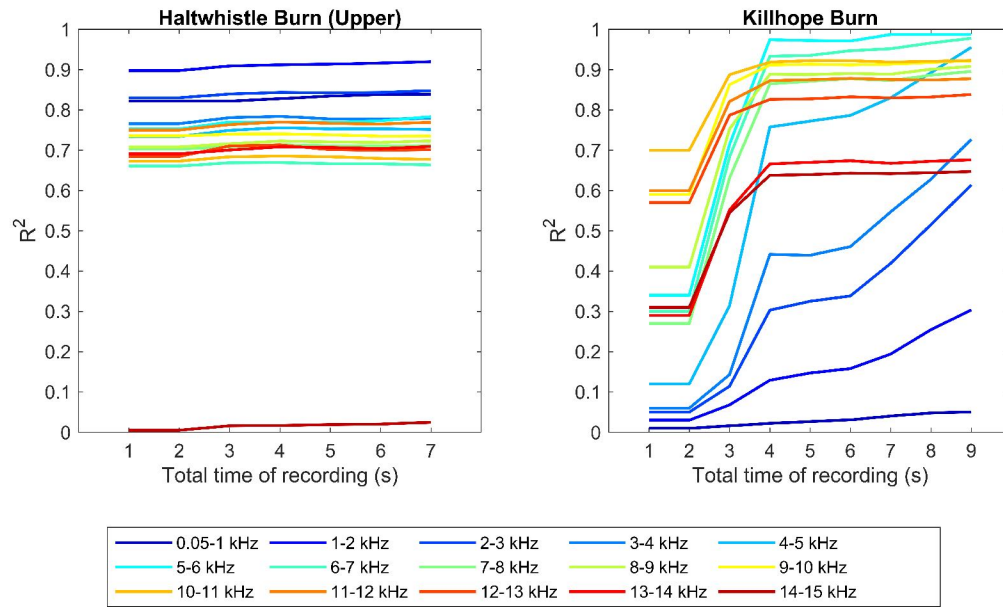 Haltwhistle Burn (Upper)
Killhope Burn
1
0.9
0.8
0.7
0.6
0.5
0.4
0.3
0.2
0.1
0
R²
1 2 3 4 5 6 7
Total time of recording (s)
1
0.9
0.8
0.7
0.6
0.5
0.4
0.3
0.2
0.1
0
R²
1 2 3 4 5 6 7 8 9
Total time of recording (s)
0.05-1 kHz 1-2 kHz 2-3 kHz 3-4 kHz 4-5 kHz
5-6 kHz 6-7 kHz 7-8 kHz 8-9 kHz 9-10 kHz
10-11 kHz 11-12 kHz 12-13 kHz 13-14 kHz 14-15 kHz